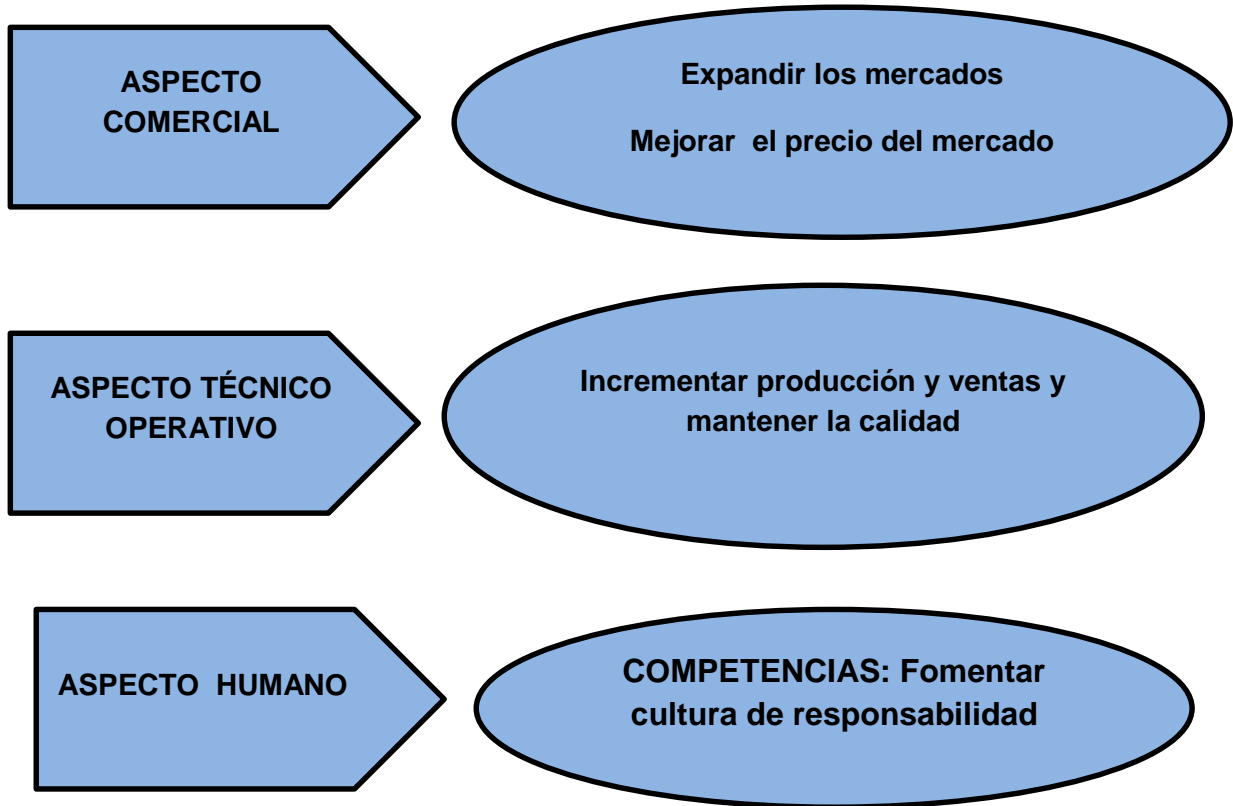 ASPECTO
COMERCIAL
Expandir los mercados
Mejorar el precio del mercado
ASPECTO TÉCNICO
OPERATIVO
Incrementar producción y ventas y
mantener la calidad
ASPECTO HUMANO
COMPETENCIAS: Fomentar
cultura de responsabilidad